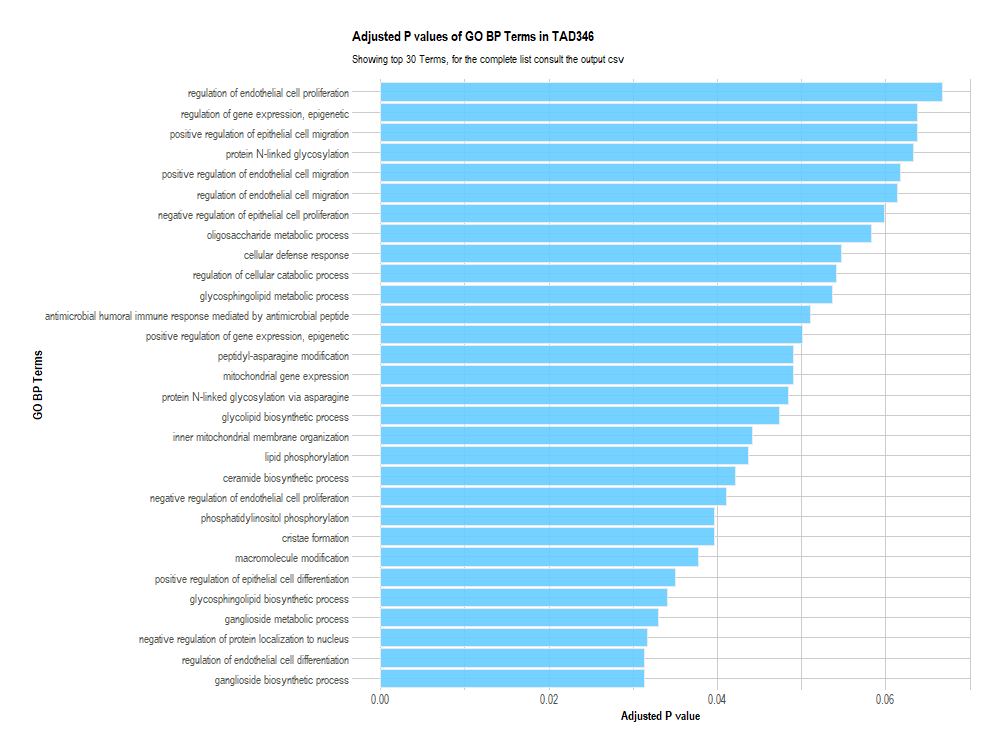 Adjusted P values of GO BP Terms in TAD346
Showing top 30 Terms, for the complete list consult the output csv
GO BP Terms
regulation of endothelial cell proliferation
regulation of gene expression, epigenetic
positive regulation of epithelial cell migration
protein N-linked glycosylation
positive regulation of endothelial cell migration
regulation of endothelial cell migration
negative regulation of epithelial cell proliferation
oligosaccharide metabolic process
cellular defense response
regulation of cellular catabolic process
glycosphingolipid metabolic process
antimicrobial humoral immune response mediated by antimicrobial peptide
positive regulation of gene expression, epigenetic
peptidyl-asparagine modification
mitochondrial gene expression
protein N-linked glycosylation via asparagine
glycolipid biosynthetic process
inner mitochondrial membrane organization
lipid phosphorylation
ceramide biosynthetic process
negative regulation of endothelial cell proliferation
phosphatidylinositol phosphorylation
cristae formation
macromolecule modification
positive regulation of epithelial cell differentiation
glycosphingolipid biosynthetic process
ganglioside metabolic process
negative regulation of protein localization to nucleus
regulation of endothelial cell differentiation
ganglioside biosynthetic process
0.00 0.02 0.04 0.06
Adjusted P value